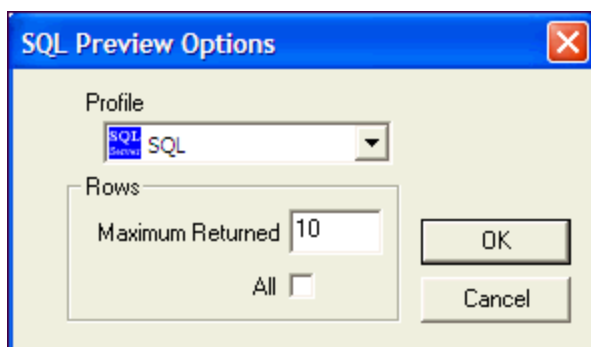 SQL Preview Options
Profile
SQL Server SQL
Rows
Maximum Returned 10
OK
All
Cancel